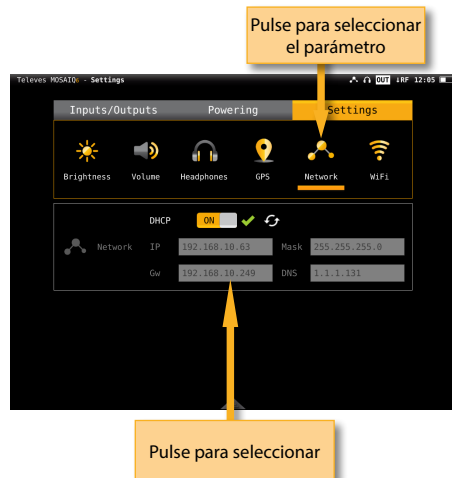 Pulse para seleccionar
el parámetro
Televes MOSAIQ6 - Settings OUT ↓RF 12:05
Inputs/Outputs Powering Settings
Brightness Volume Headphones GPS Network WiFi
DHCP ON
Network IP 192.168.10.63 Mask 255.255.255.0
Gw 192.168.10.249 DNS 1.1.1.131
Pulse para seleccionar